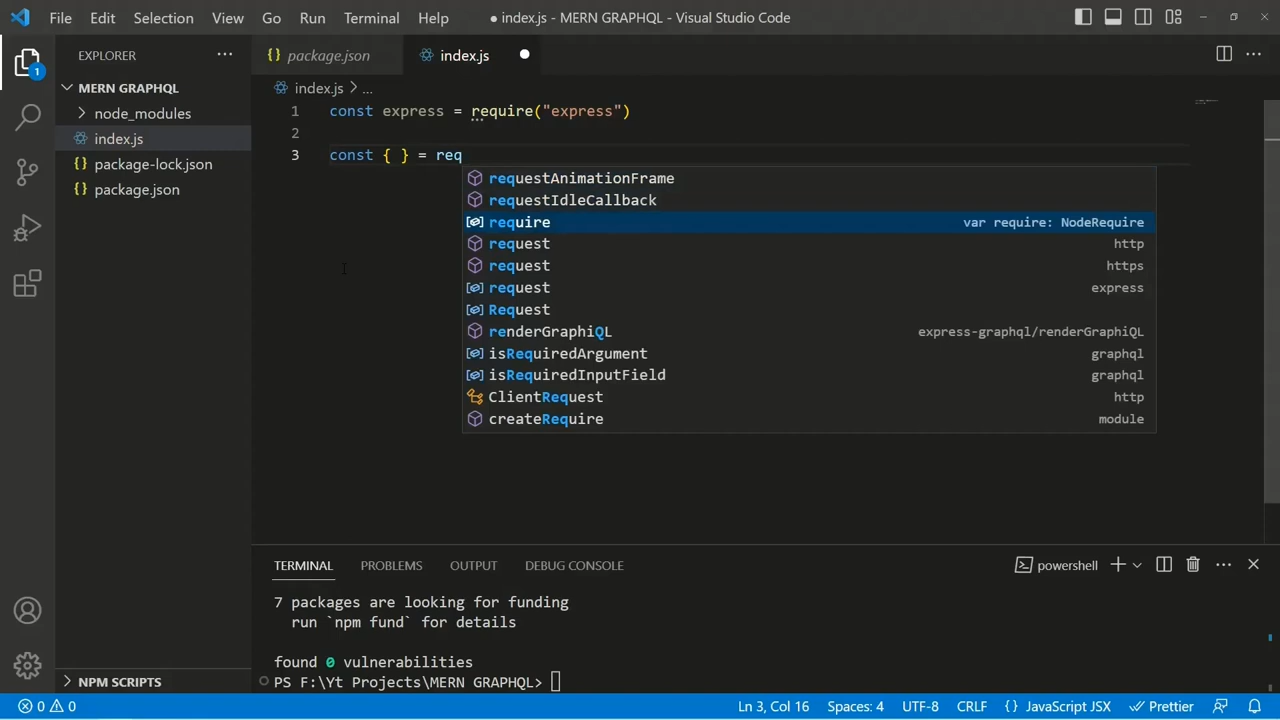 File Edit Selection View Go Run Terminal Help ● index.js - MERN GRAPHQL - Visual Studio Code
1
EXPLORER
MERN GRAPHQL
node_modules
index.js
{} package-lock.json
{} package.json
NPM SCRIPTS
{} package.json
index.js
index.js > ...
1 const express = require("express")
2
3 const { } = req
requestAnimationFrame
requestIdleCallback
require var require: NodeRequire
request http
request https
request express
Request
renderGraphiQL express-graphql/renderGraphiQL
isRequiredArgument graphql
isRequiredInputField graphql
ClientRequest http
createRequire module
TERMINAL PROBLEMS OUTPUT DEBUG CONSOLE powershell
7 packages are looking for funding
run `npm fund` for details
found 0 vulnerabilities
PS F:\Yt Projects\MERN GRAPHQL>
0 0 Ln 3, Col 16 Spaces: 4 UTF-8 CRLF {} JavaScript JSX Prettier